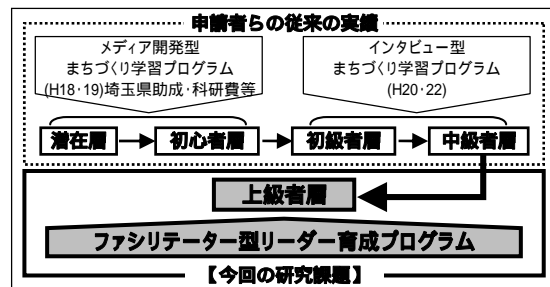 申請者らの従来の実績
メディア開発型
まちづくり学習プログラム
(H18・19)埼玉県助成・科研費等
インタビュー型
まちづくり学習プログラム
(H20・22)
潜在層
初心者層
初級者層
中級者層
上級者層
ファシリテーター型リーダー育成プログラム
【今回の研究課題】